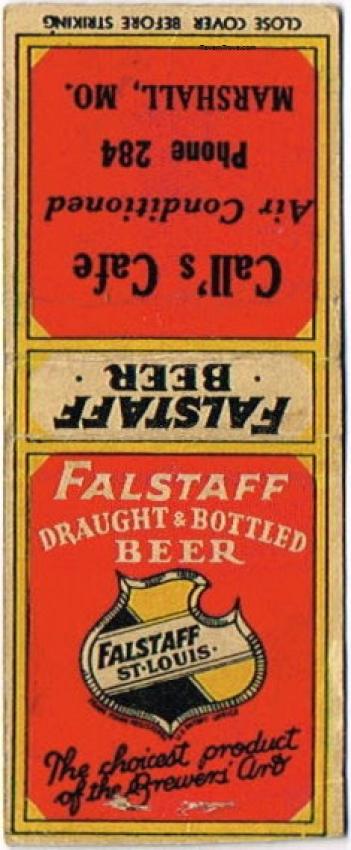 CLOSE COVER BEFORE STRIKING
Call's Cafe
Air Conditioned
Phone 284
MARSHALL, MO.
FALSTAFF
· BEER ·
FALSTAFF
DRAUGHT & BOTTLED
BEER
FALSTAFF
ST. LOUIS.
The choicest product
of the Brewers' Art